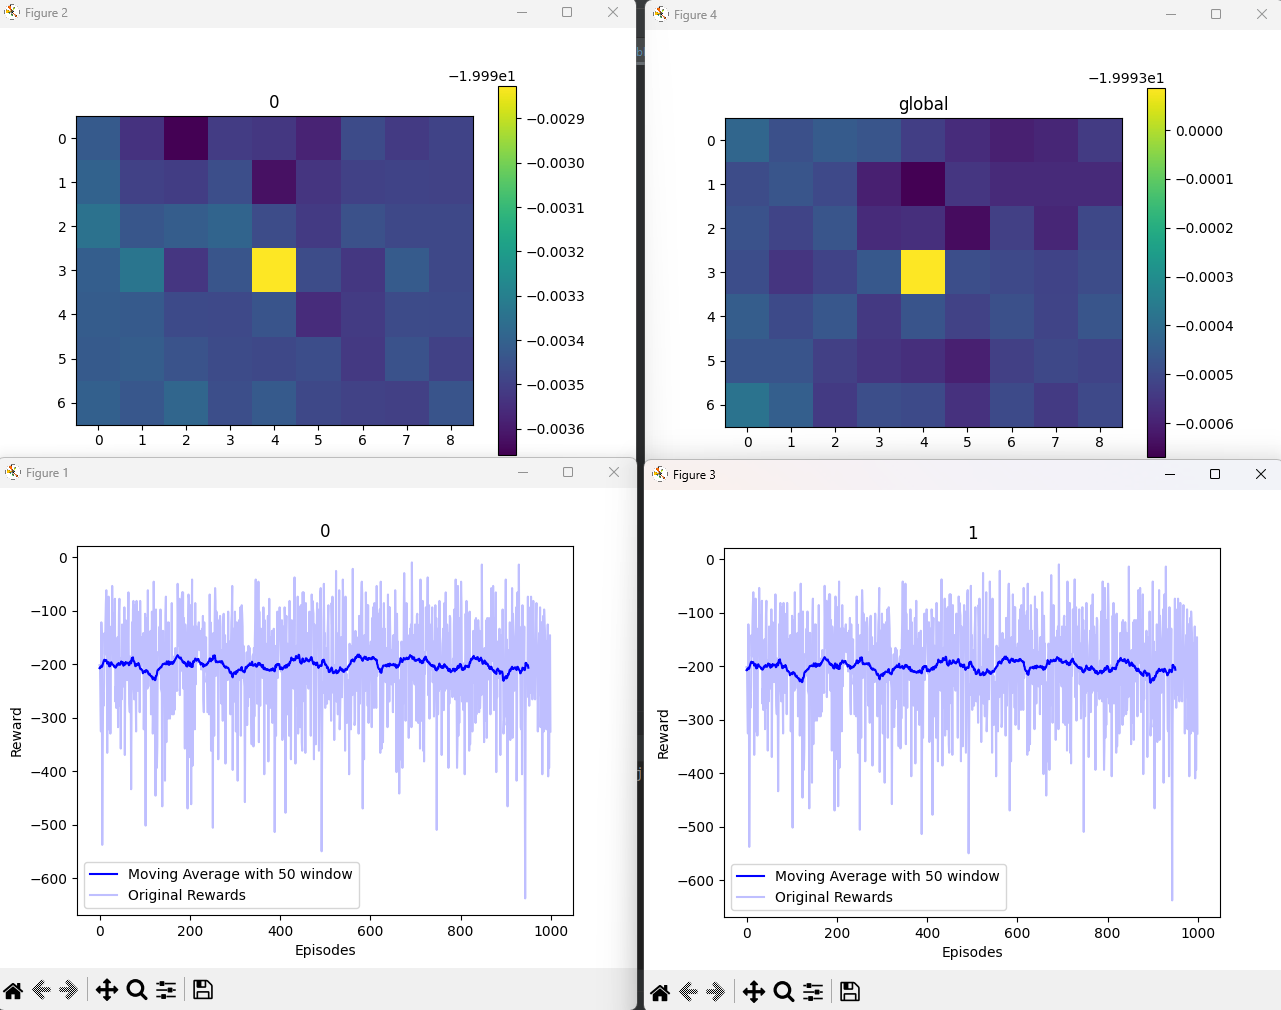 Figure 2
−1.999e1
0
0
1
2
3
4
5
6
0 1 2 3 4 5 6 7 8
−0.0029
−0.0030
−0.0031
−0.0032
−0.0033
−0.0034
−0.0035
−0.0036
Figure 4
−1.9993e1
global
0
1
2
3
4
5
6
0 1 2 3 4 5 6 7 8
0.0000
−0.0001
−0.0002
−0.0003
−0.0004
−0.0005
−0.0006
Figure 1
0
Reward
0
−100
−200
−300
−400
−500
−600
Moving Average with 50 window
Original Rewards
0 200 400 600 800 1000
Episodes
Figure 3
1
Reward
0
−100
−200
−300
−400
−500
−600
Moving Average with 50 window
Original Rewards
0 200 400 600 800 1000
Episodes